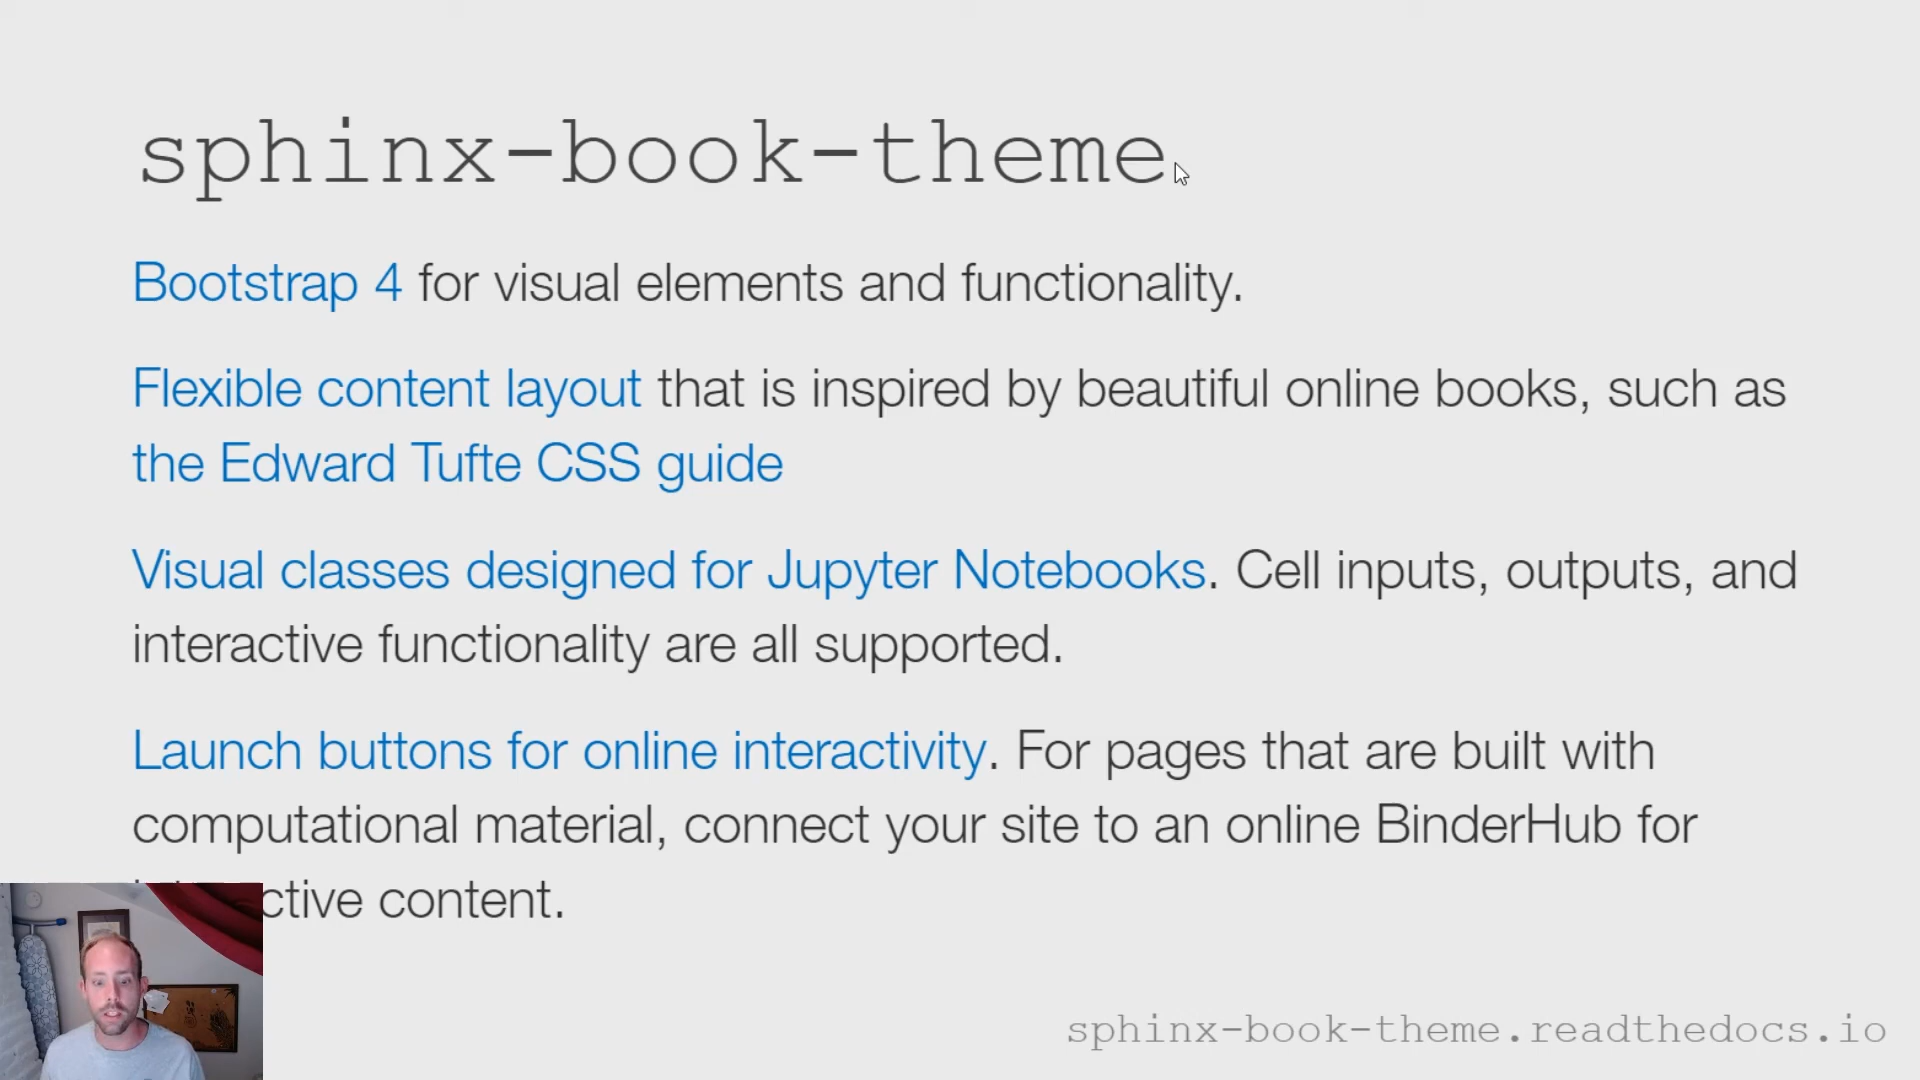 sphinx-book-theme
Bootstrap 4 for visual elements and functionality.
Flexible content layout that is inspired by beautiful online books, such as
the Edward Tufte CSS guide
Visual classes designed for Jupyter Notebooks. Cell inputs, outputs, and
interactive functionality are all supported.
Launch buttons for online interactivity. For pages that are built with
computational material, connect your site to an online BinderHub for
content.
sphinx-book-theme.readthedocs.io